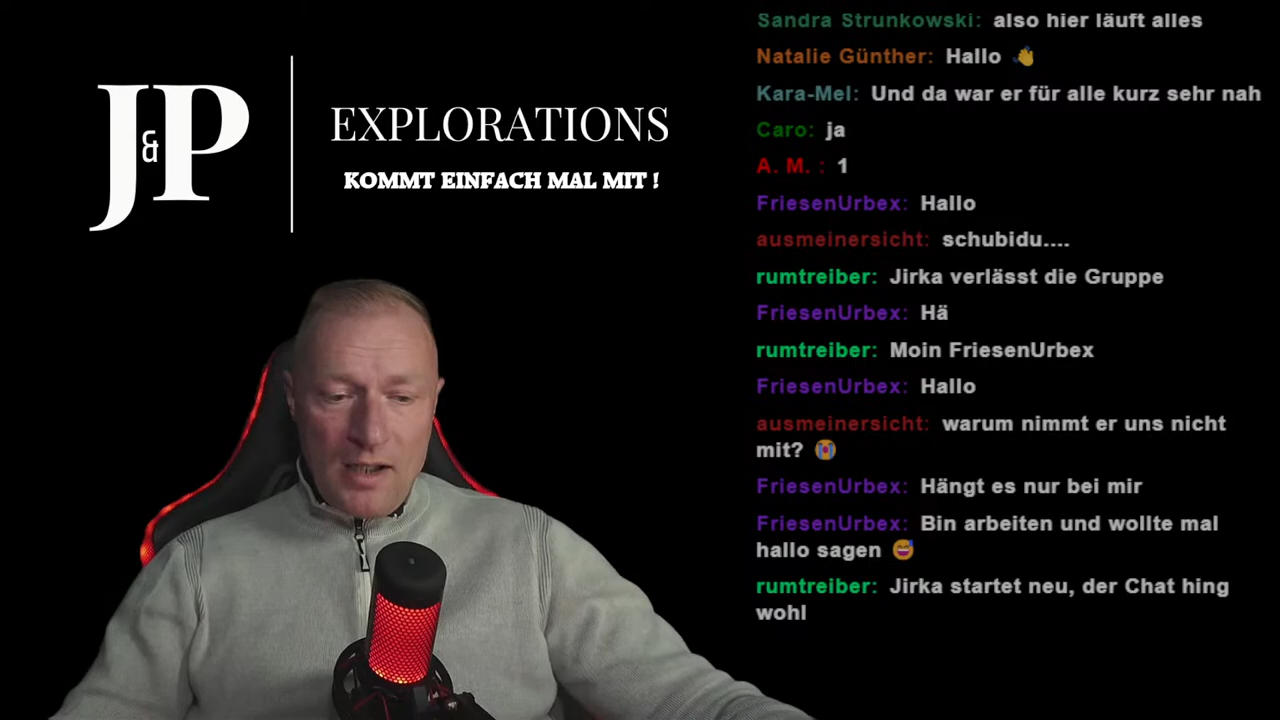 J&P
EXPLORATIONS
KOMMT EINFACH MAL MIT !
Sandra Strunkowski: also hier läuft alles
Natalie Günther: Hallo 👋
Kara-Mel: Und da war er für alle kurz sehr nah
Caro: ja
A. M. : 1
FriesenUrbex: Hallo
ausmeinersicht: schubidu....
rumtreiber: Jirka verlässt die Gruppe
FriesenUrbex: Hä
rumtreiber: Moin FriesenUrbex
FriesenUrbex: Hallo
ausmeinersicht: warum nimmt er uns nicht
mit? 😭
FriesenUrbex: Hängt es nur bei mir
FriesenUrbex: Bin arbeiten und wollte mal
hallo sagen 😅
rumtreiber: Jirka startet neu, der Chat hing
wohl